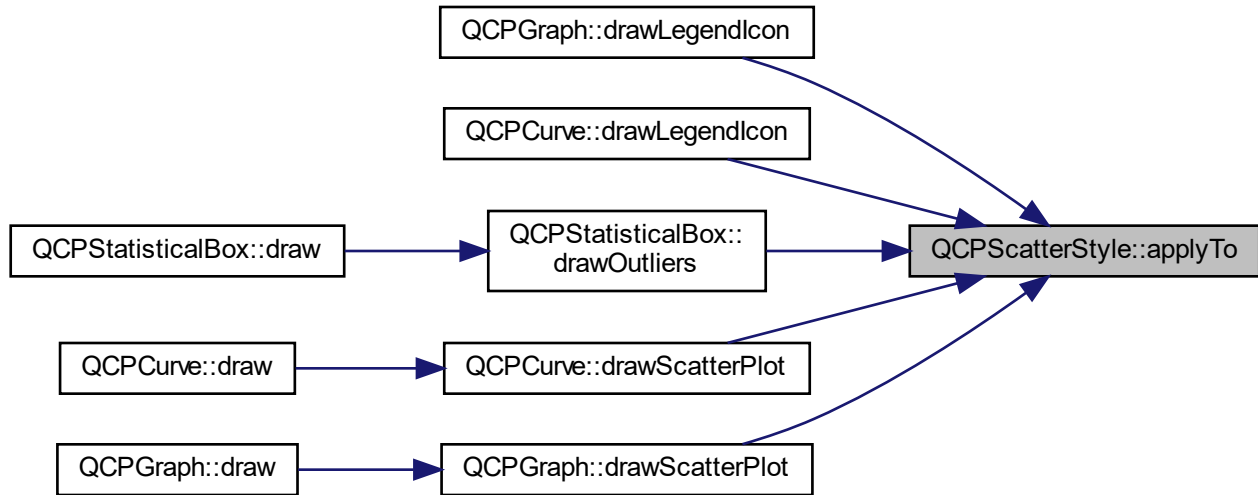 QCPGraph::drawLegendIcon
QCPCurve::drawLegendIcon
QCPStatisticalBox::draw
QCPStatisticalBox::
drawOutliers
QCPScatterStyle::applyTo
QCPCurve::draw
QCPCurve::drawScatterPlot
QCPGraph::draw
QCPGraph::drawScatterPlot